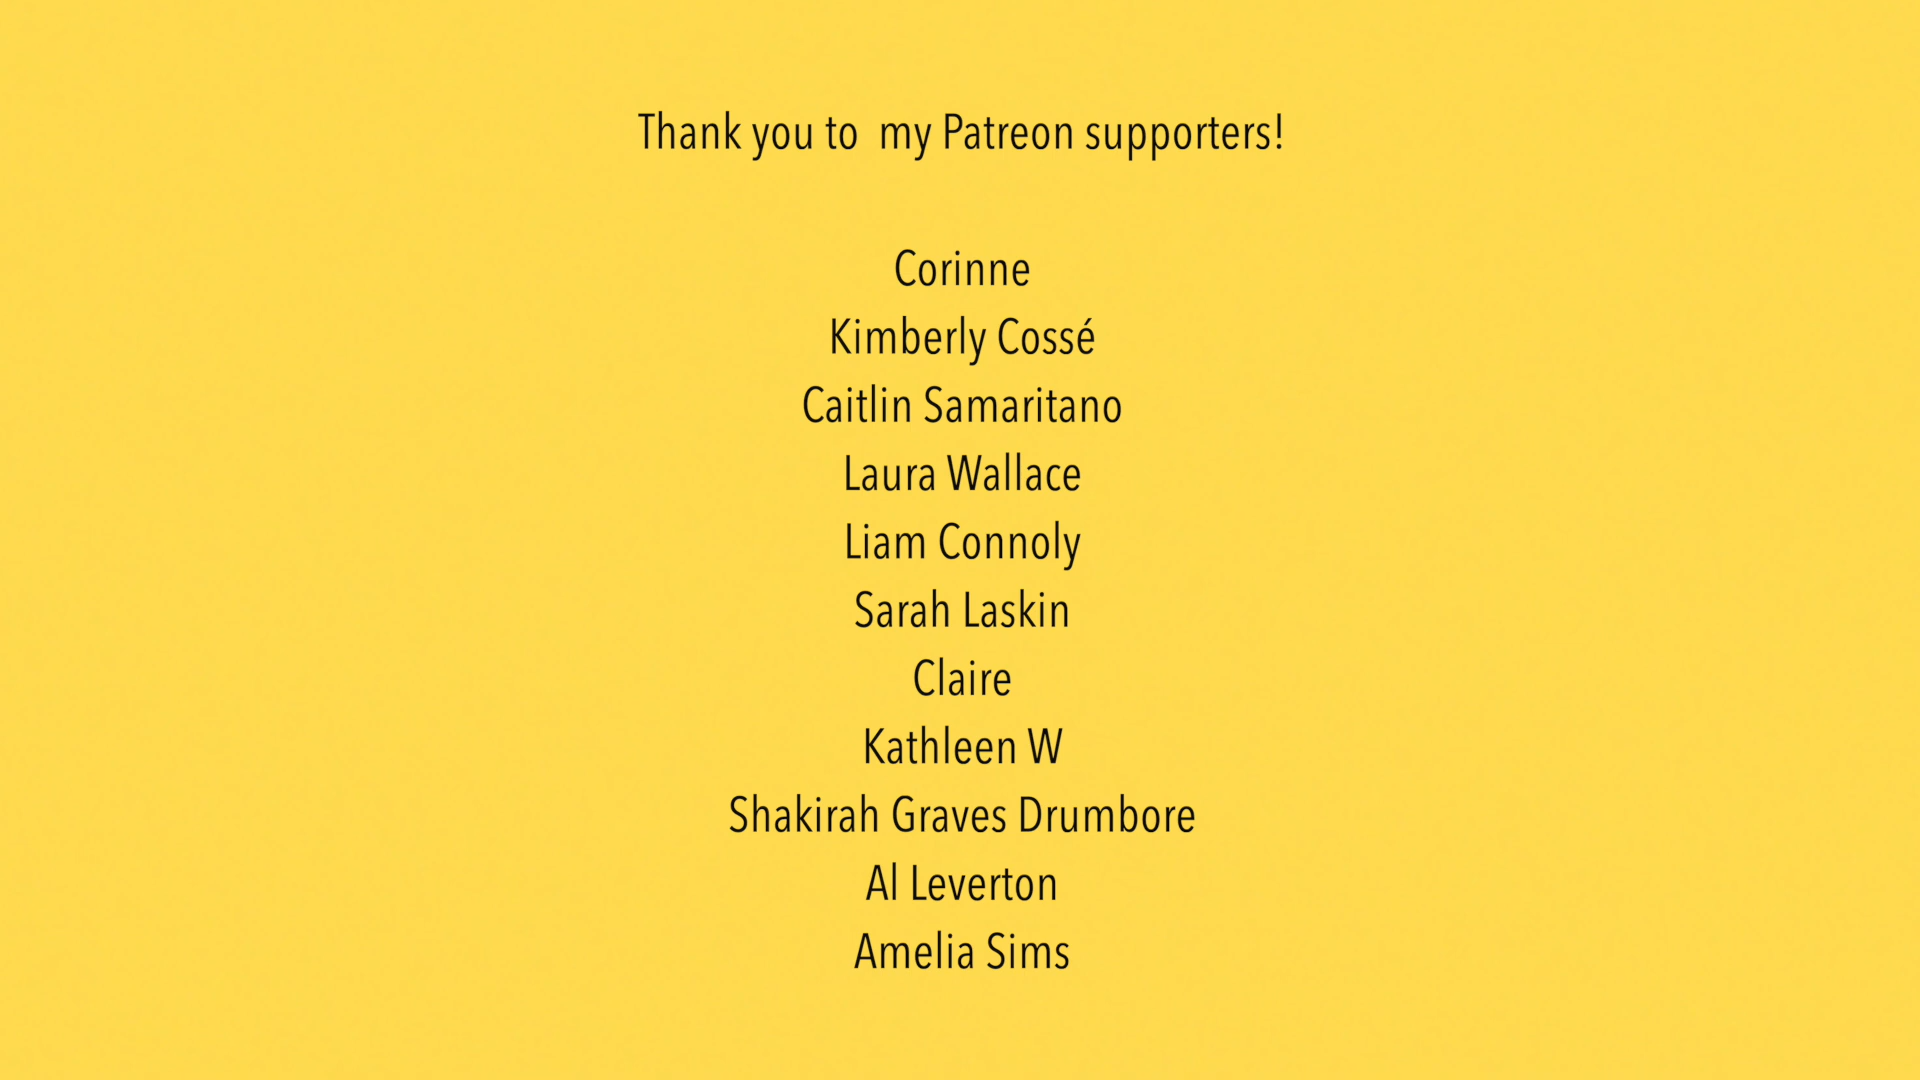 Thank you to  my Patreon supporters!
Corinne
Kimberly Cossé
Caitlin Samaritano
Laura Wallace
Liam Connoly
Sarah Laskin
Claire
Kathleen W
Shakirah Graves Drumbore
Al Leverton
Amelia Sims